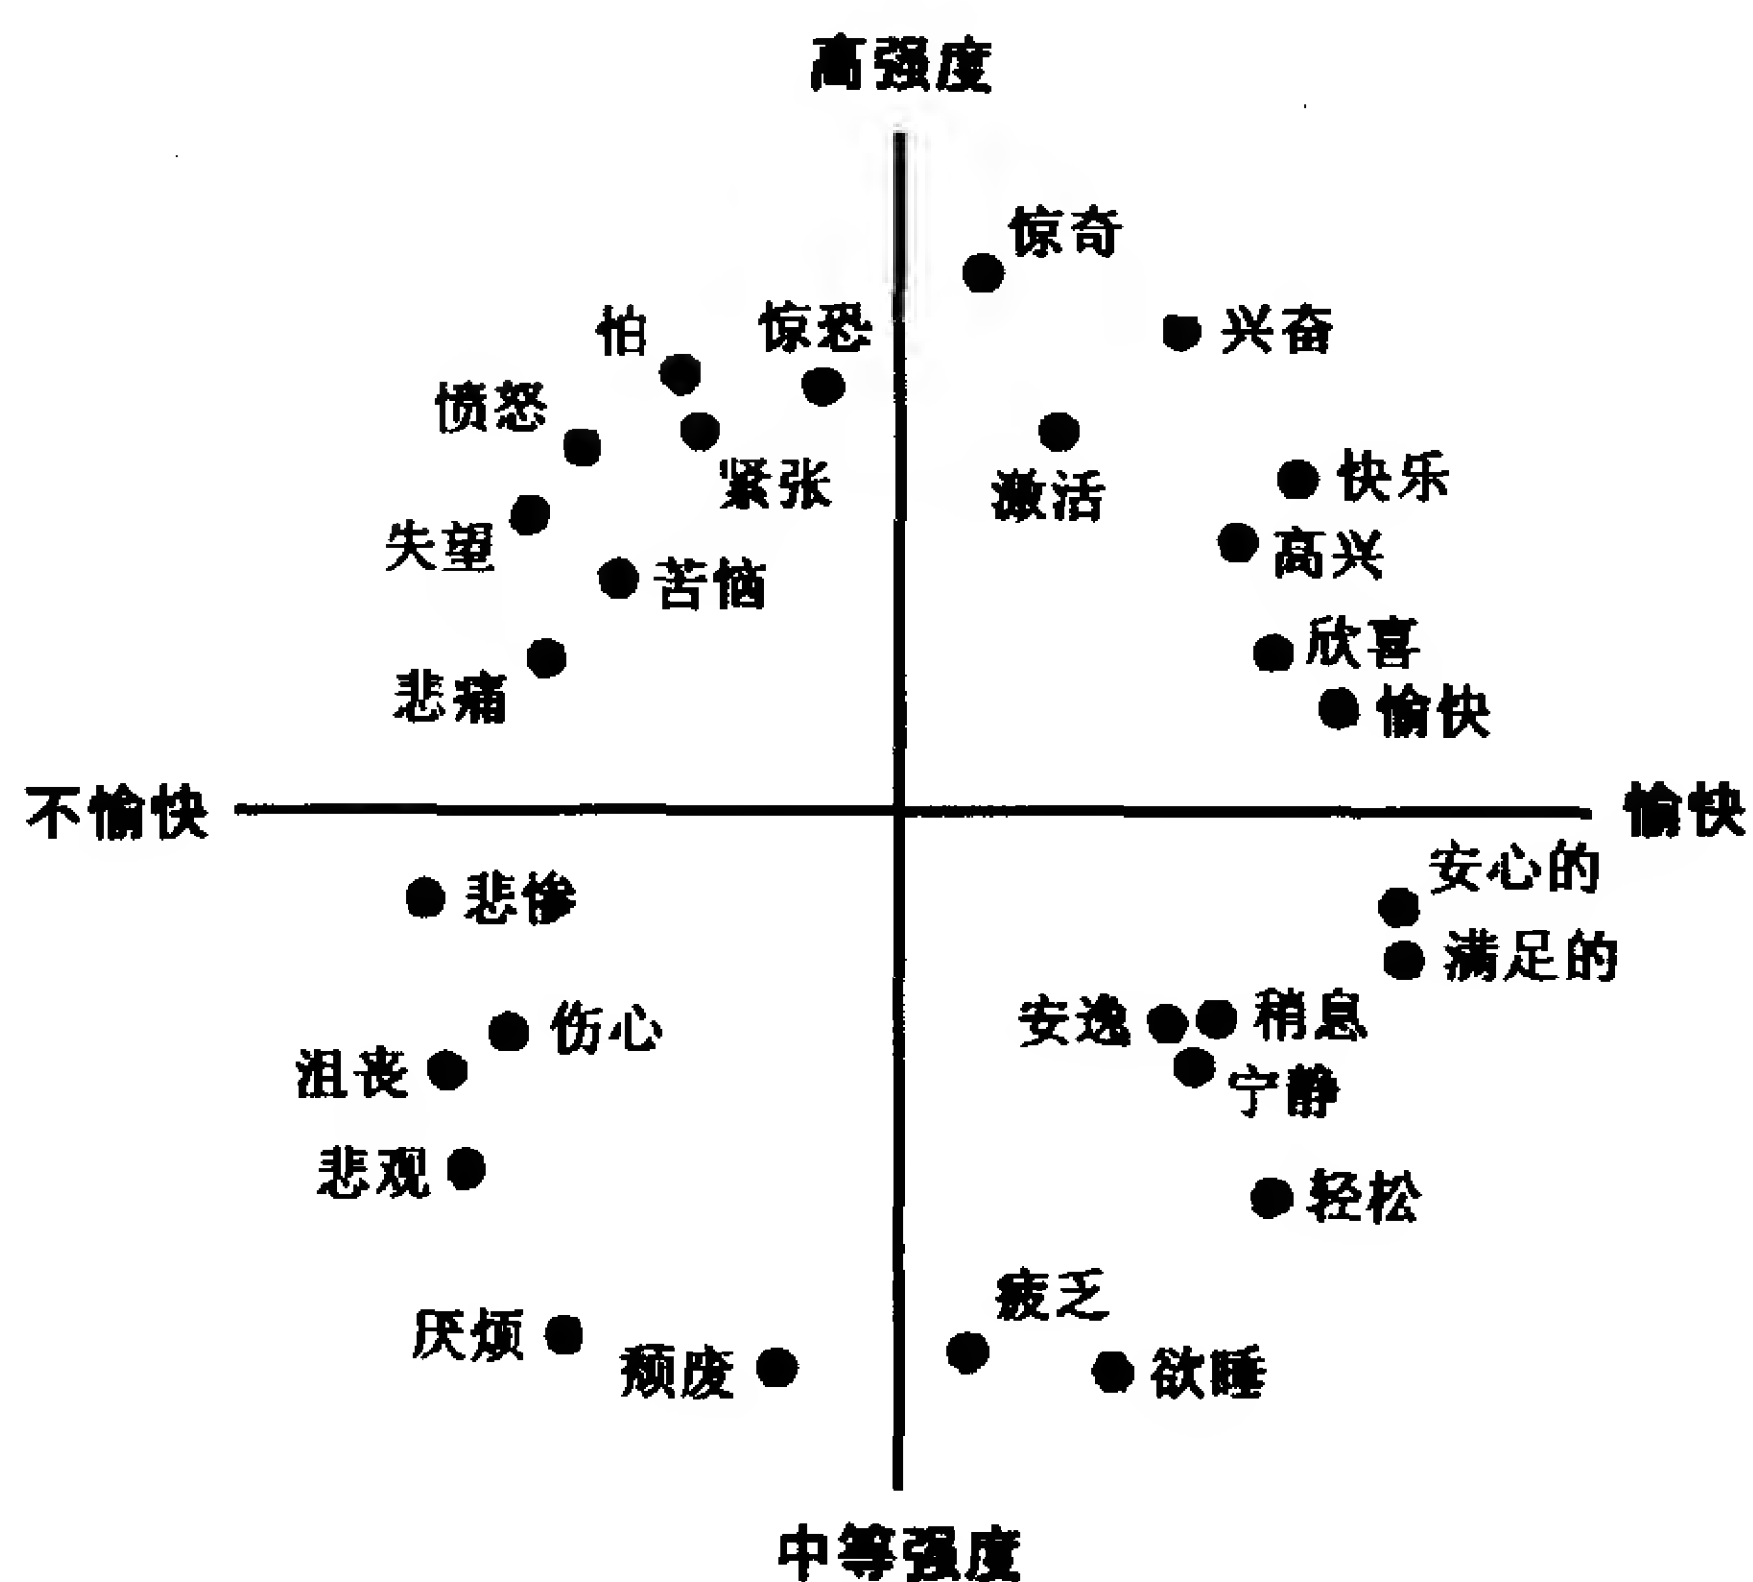 高强度
惊奇
怕
惊恐
兴奋
愤怒
紧张
激活
快乐
失望
高兴
苦恼
欣喜
悲痛
愉快
不愉快
愉快
安心的
悲惨
满足的
伤心
安逸
稍息
沮丧
宁静
悲观
轻松
疲乏
厌烦
颓废
欲睡
中等强度